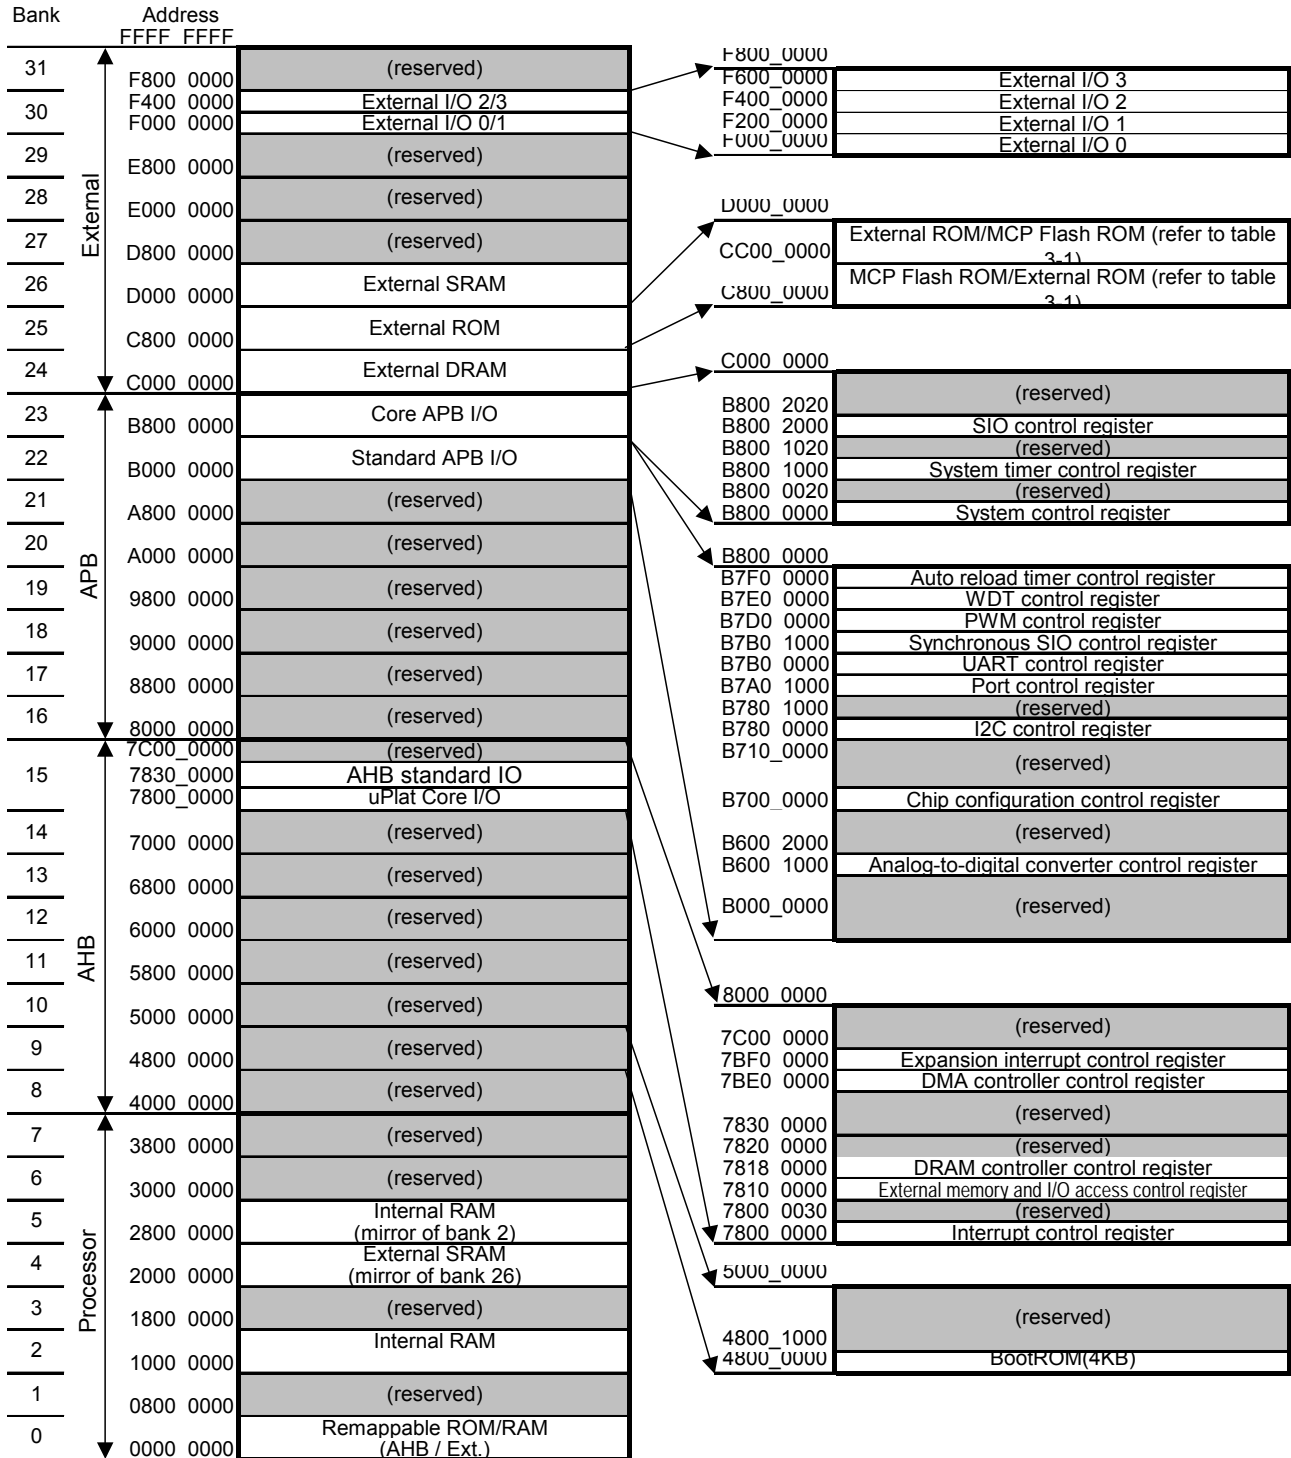 Bank Address
FFFF FFFF
31 (reserved)
F800 0000
F400 0000 External I/O 2/3
30
F000 0000 External I/O 0/1
29 (reserved)
E800 0000
28 (reserved)
E000 0000
27 (reserved)
D800 0000
26 External SRAM
D000 0000
25 External ROM
C800 0000
24 External DRAM
C000 0000
External
23 Core APB I/O
B800 0000
22 Standard APB I/O
B000 0000
21 (reserved)
A800 0000
20 (reserved)
A000 0000
19 (reserved)
9800 0000
18 (reserved)
9000 0000
17 (reserved)
8800 0000
16 (reserved)
8000 0000
APB
7C00_0000 (reserved)
15 7830_0000 AHB standard IO
7800_0000 uPlat Core I/O
14 (reserved)
7000 0000
13 (reserved)
6800 0000
12 (reserved)
6000 0000
11 (reserved)
5800 0000
10 (reserved)
5000 0000
9 (reserved)
4800 0000
8 (reserved)
4000 0000
AHB
7 (reserved)
3800 0000
6 (reserved)
3000 0000
5 Internal RAM
(mirror of bank 2)
2800 0000
4 External SRAM
(mirror of bank 26)
2000 0000
3 (reserved)
1800 0000
2 Internal RAM
1000 0000
1 (reserved)
0800 0000
0 Remappable ROM/RAM
(AHB / Ext.)
0000 0000
Processor
F800_0000
F600_0000 External I/O 3
F400_0000 External I/O 2
F200_0000 External I/O 1
F000_0000 External I/O 0
D000_0000
CC00_0000 External ROM/MCP Flash ROM (refer to table
3-1)
C800_0000 MCP Flash ROM/External ROM (refer to table
3-1)
C000 0000
(reserved)
B800 2020
B800 2000 SIO control register
B800 1020 (reserved)
B800 1000 System timer control register
B800 0020 (reserved)
B800 0000 System control register
B800 0000
B7F0 0000 Auto reload timer control register
B7E0 0000 WDT control register
B7D0 0000 PWM control register
B7B0 1000 Synchronous SIO control register
B7B0 0000 UART control register
B7A0 1000 Port control register
B780 1000 (reserved)
B780 0000 I2C control register
B710_0000 (reserved)
B700_0000 Chip configuration control register
(reserved)
B600 2000
B600 1000 Analog-to-digital converter control register
B000_0000 (reserved)
8000 0000
(reserved)
7C00 0000
7BF0 0000 Expansion interrupt control register
7BE0 0000 DMA controller control register
(reserved)
7830 0000
7820 0000 (reserved)
7818 0000 DRAM controller control register
7810 0000 External memory and I/O access control register
7800 0030 (reserved)
7800 0000 Interrupt control register
5000_0000
(reserved)
4800_1000
4800_0000 BootROM(4KB)